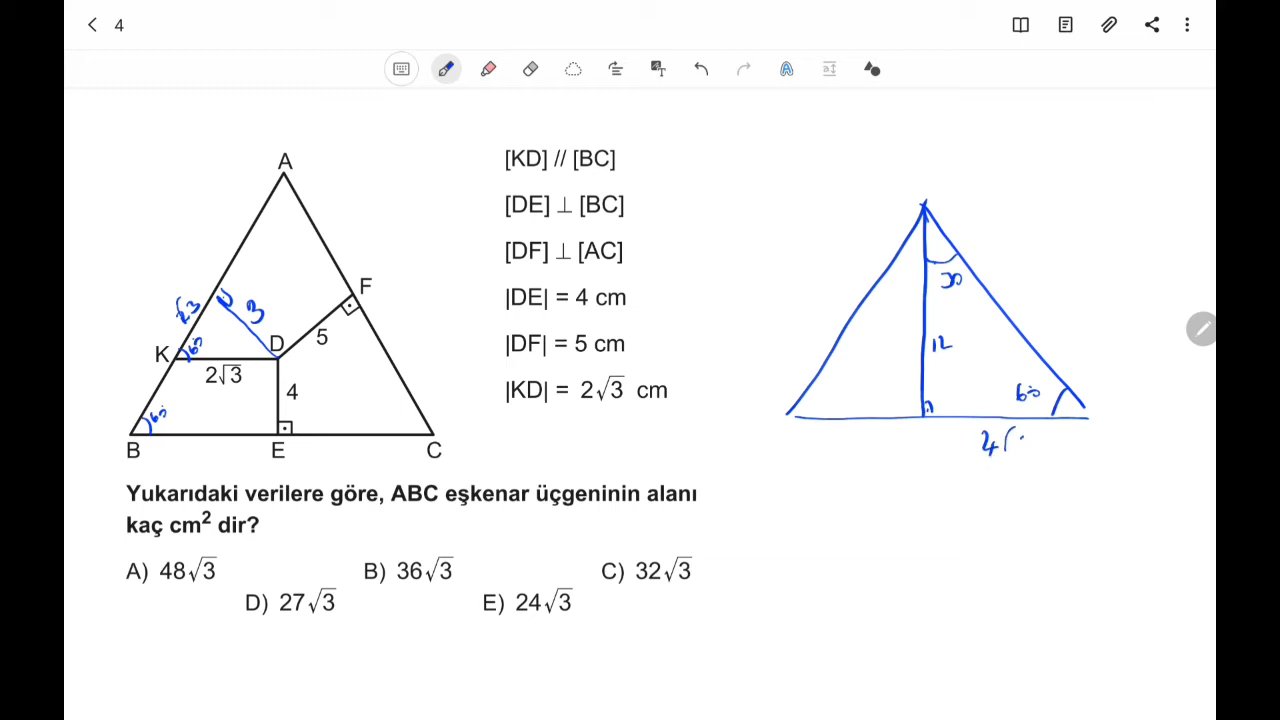 4
A
[KD] // [BC]
[DE] ⊥ [BC]
[DF] ⊥ [AC]
F
30
√3
3
|DE| = 4 cm
60
D
5
12
|DF| = 5 cm
K
2√3
4
|KD| = 2√3 cm
60
60
B
E
C
4
Yukarıdaki verilere göre, ABC eşkenar üçgeninin alanı
kaç cm² dir?
A) 48√3 B) 36√3 C) 32√3
D) 27√3 E) 24√3